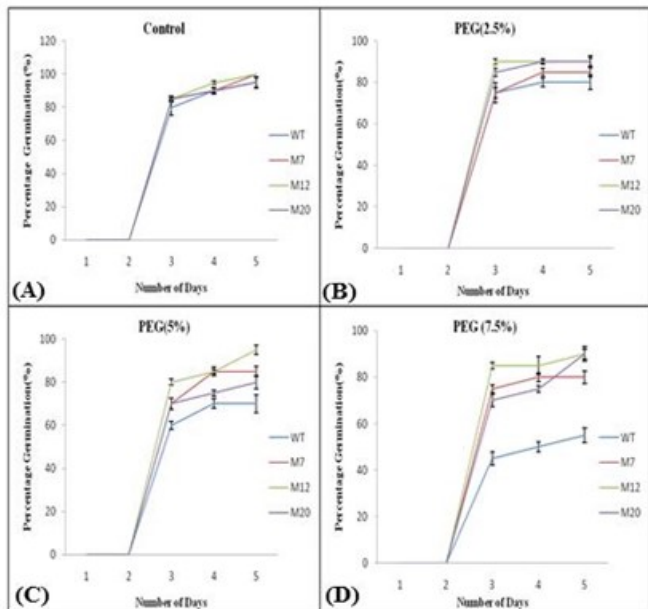 Control
Percentage Germination (%)
120
100
80
60
40
20
0
1 2 3 4 5
Number of Days
WT
M7
M12
M20
(A)
PEG(2.5%)
Percentage Germination(%)
100
80
60
40
20
0
1 2 3 4 5
Number of Days
WT
M7
M12
M20
(B)
PEG(5%)
Percentage Germination(%)
100
80
60
40
20
0
1 2 3 4 5
Number of Days
WT
M7
M12
M20
(C)
PEG (7.5%)
Percentage Germination(%)
100
80
60
40
20
0
1 2 3 4 5
Number of Days
WT
M7
M12
M20
(D)